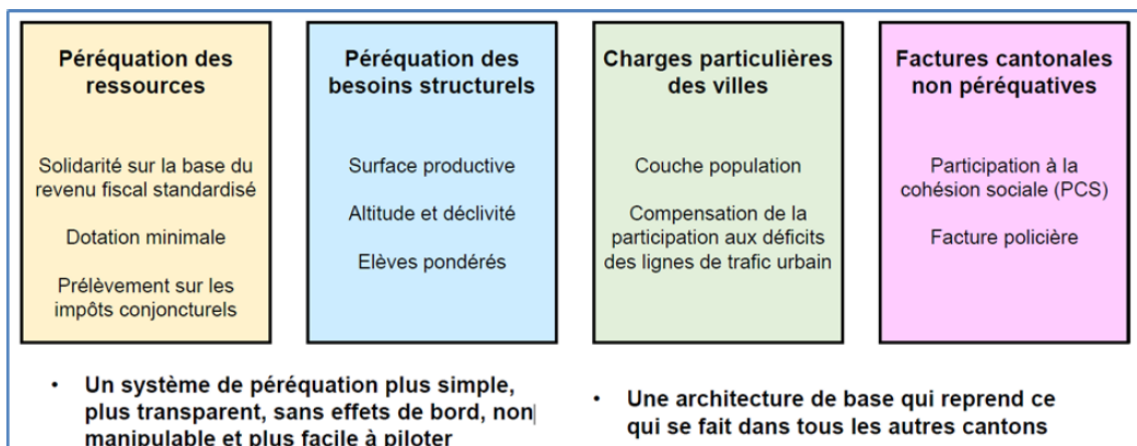 Péréquation des
ressources
Solidarité sur la base du
revenu fiscal standardisé
Dotation minimale
Prélèvement sur les
impôts conjoncturels
Péréquation des
besoins structurels
Surface productive
Altitude et déclivité
Elèves pondérés
Charges particulières
des villes
Couche population
Compensation de la
participation aux déficits
des lignes de trafic urbain
Factures cantonales
non péréquatives
Participation à la
cohésion sociale (PCS)
Facture policière
• Un système de péréquation plus simple,
plus transparent, sans effets de bord, non
manipulable et plus facile à piloter
• Une architecture de base qui reprend ce
qui se fait dans tous les autres cantons